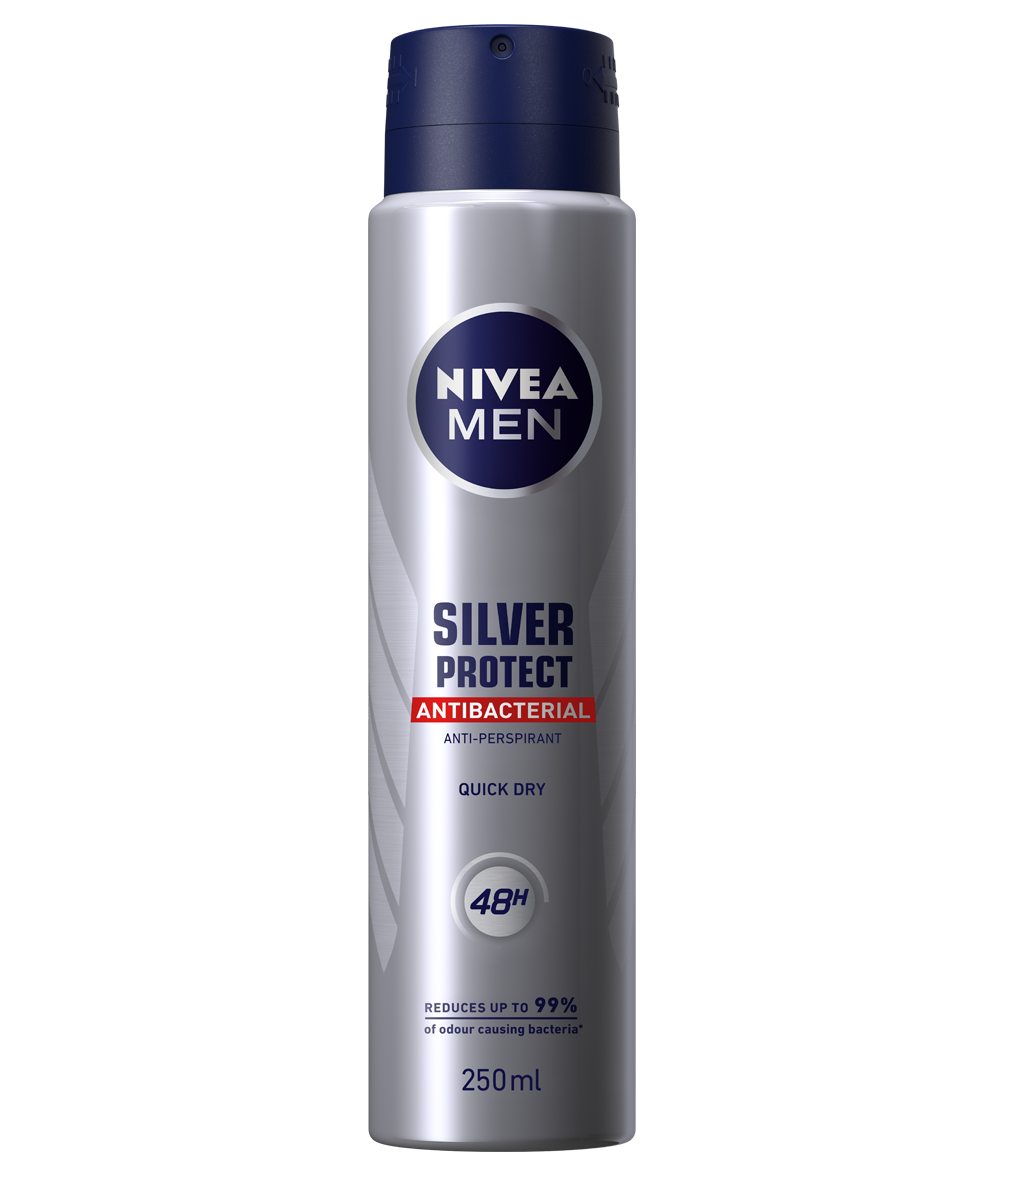 NIVEA
MEN
SILVER
PROTECT
ANTIBACTERIAL
ANTI-PERSPIRANT
QUICK DRY
48H
REDUCES UP TO 99%
of odour causing bacteria*
250ml